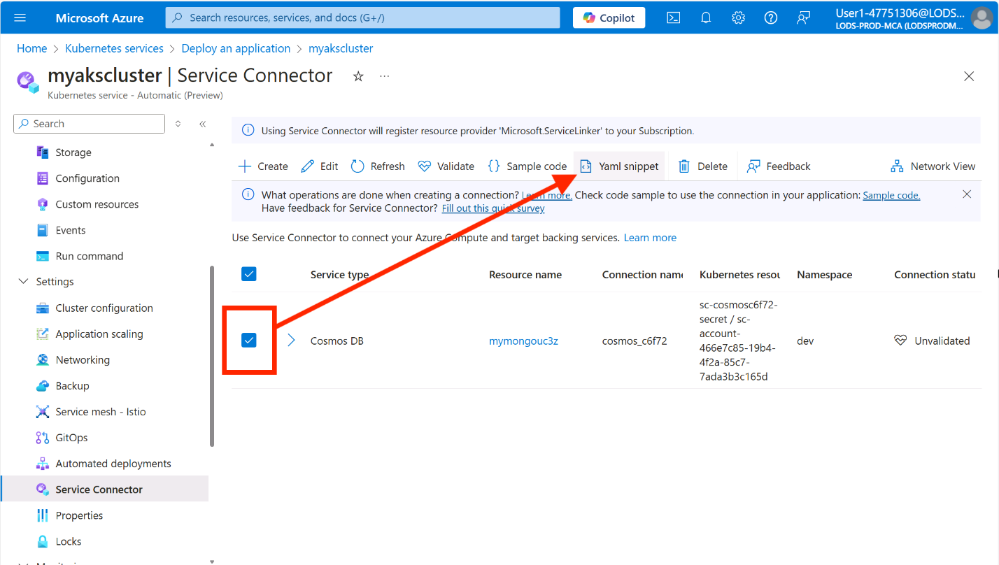 Microsoft Azure
Search resources, services, and docs (G+/)
Copilot
User1-47751306@LODS...
LODS-PROD-MCA (LODSPRODM...
Home > Kubernetes services > Deploy an application > myakscluster
myakscluster | Service Connector
Kubernetes service - Automatic (Preview)
Search
Storage
Configuration
Custom resources
Events
Run command
Settings
Cluster configuration
Application scaling
Networking
Backup
Service mesh - Istio
GitOps
Automated deployments
Service Connector
Properties
Locks
Using Service Connector will register resource provider 'Microsoft.ServiceLinker' to your Subscription.
Create Edit Refresh Validate Sample code Yaml snippet Delete Feedback Network View
What operations are done when creating a connection? Learn more. Check code sample to use the connection in your application: Sample code.
Have feedback for Service Connector? Fill out this quick survey
Use Service Connector to connect your Azure Compute and target backing services. Learn more
Service type Resource name Connection name Kubernetes resou Namespace Connection statu
Cosmos DB mymongouc3z cosmos_c6f72
sc-cosmosc6f72-
secret / sc-
account-
466e7c85-19b4-
4f2a-85c7-
7ada3b3c165d
dev Unvalidated